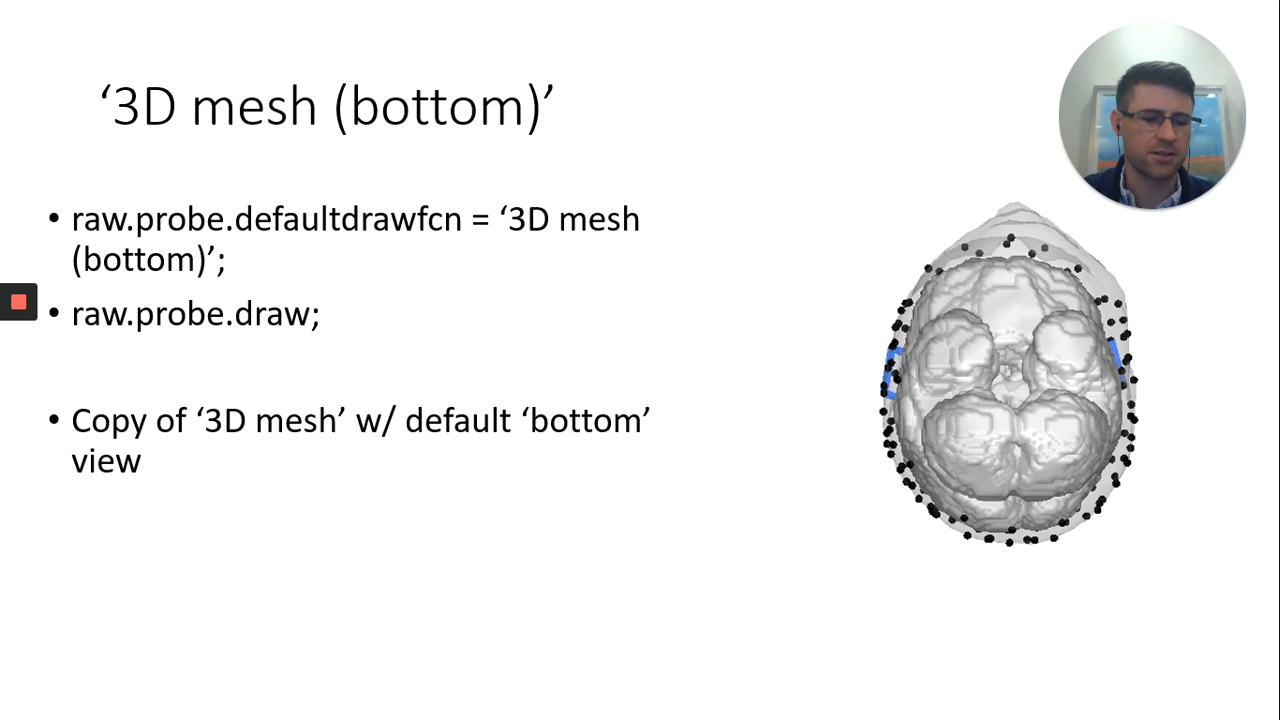 ‘3D mesh (bottom)’
• raw.probe.defaultdrawfcn = ‘3D mesh
(bottom)’;
• raw.probe.draw;
• Copy of ‘3D mesh’ w/ default ‘bottom’
view